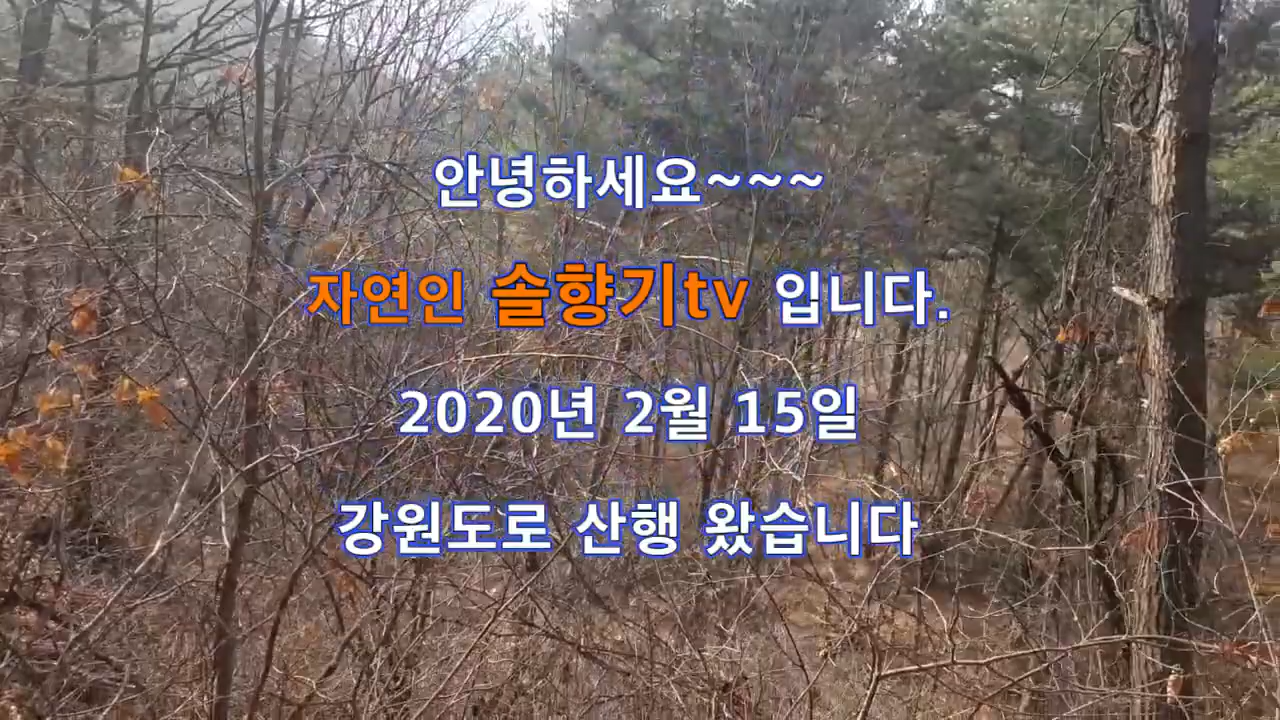 안녕하세요~~~
자연인 솔향기tv 입니다.
2020년 2월 15일
강원도로 산행 왔습니다